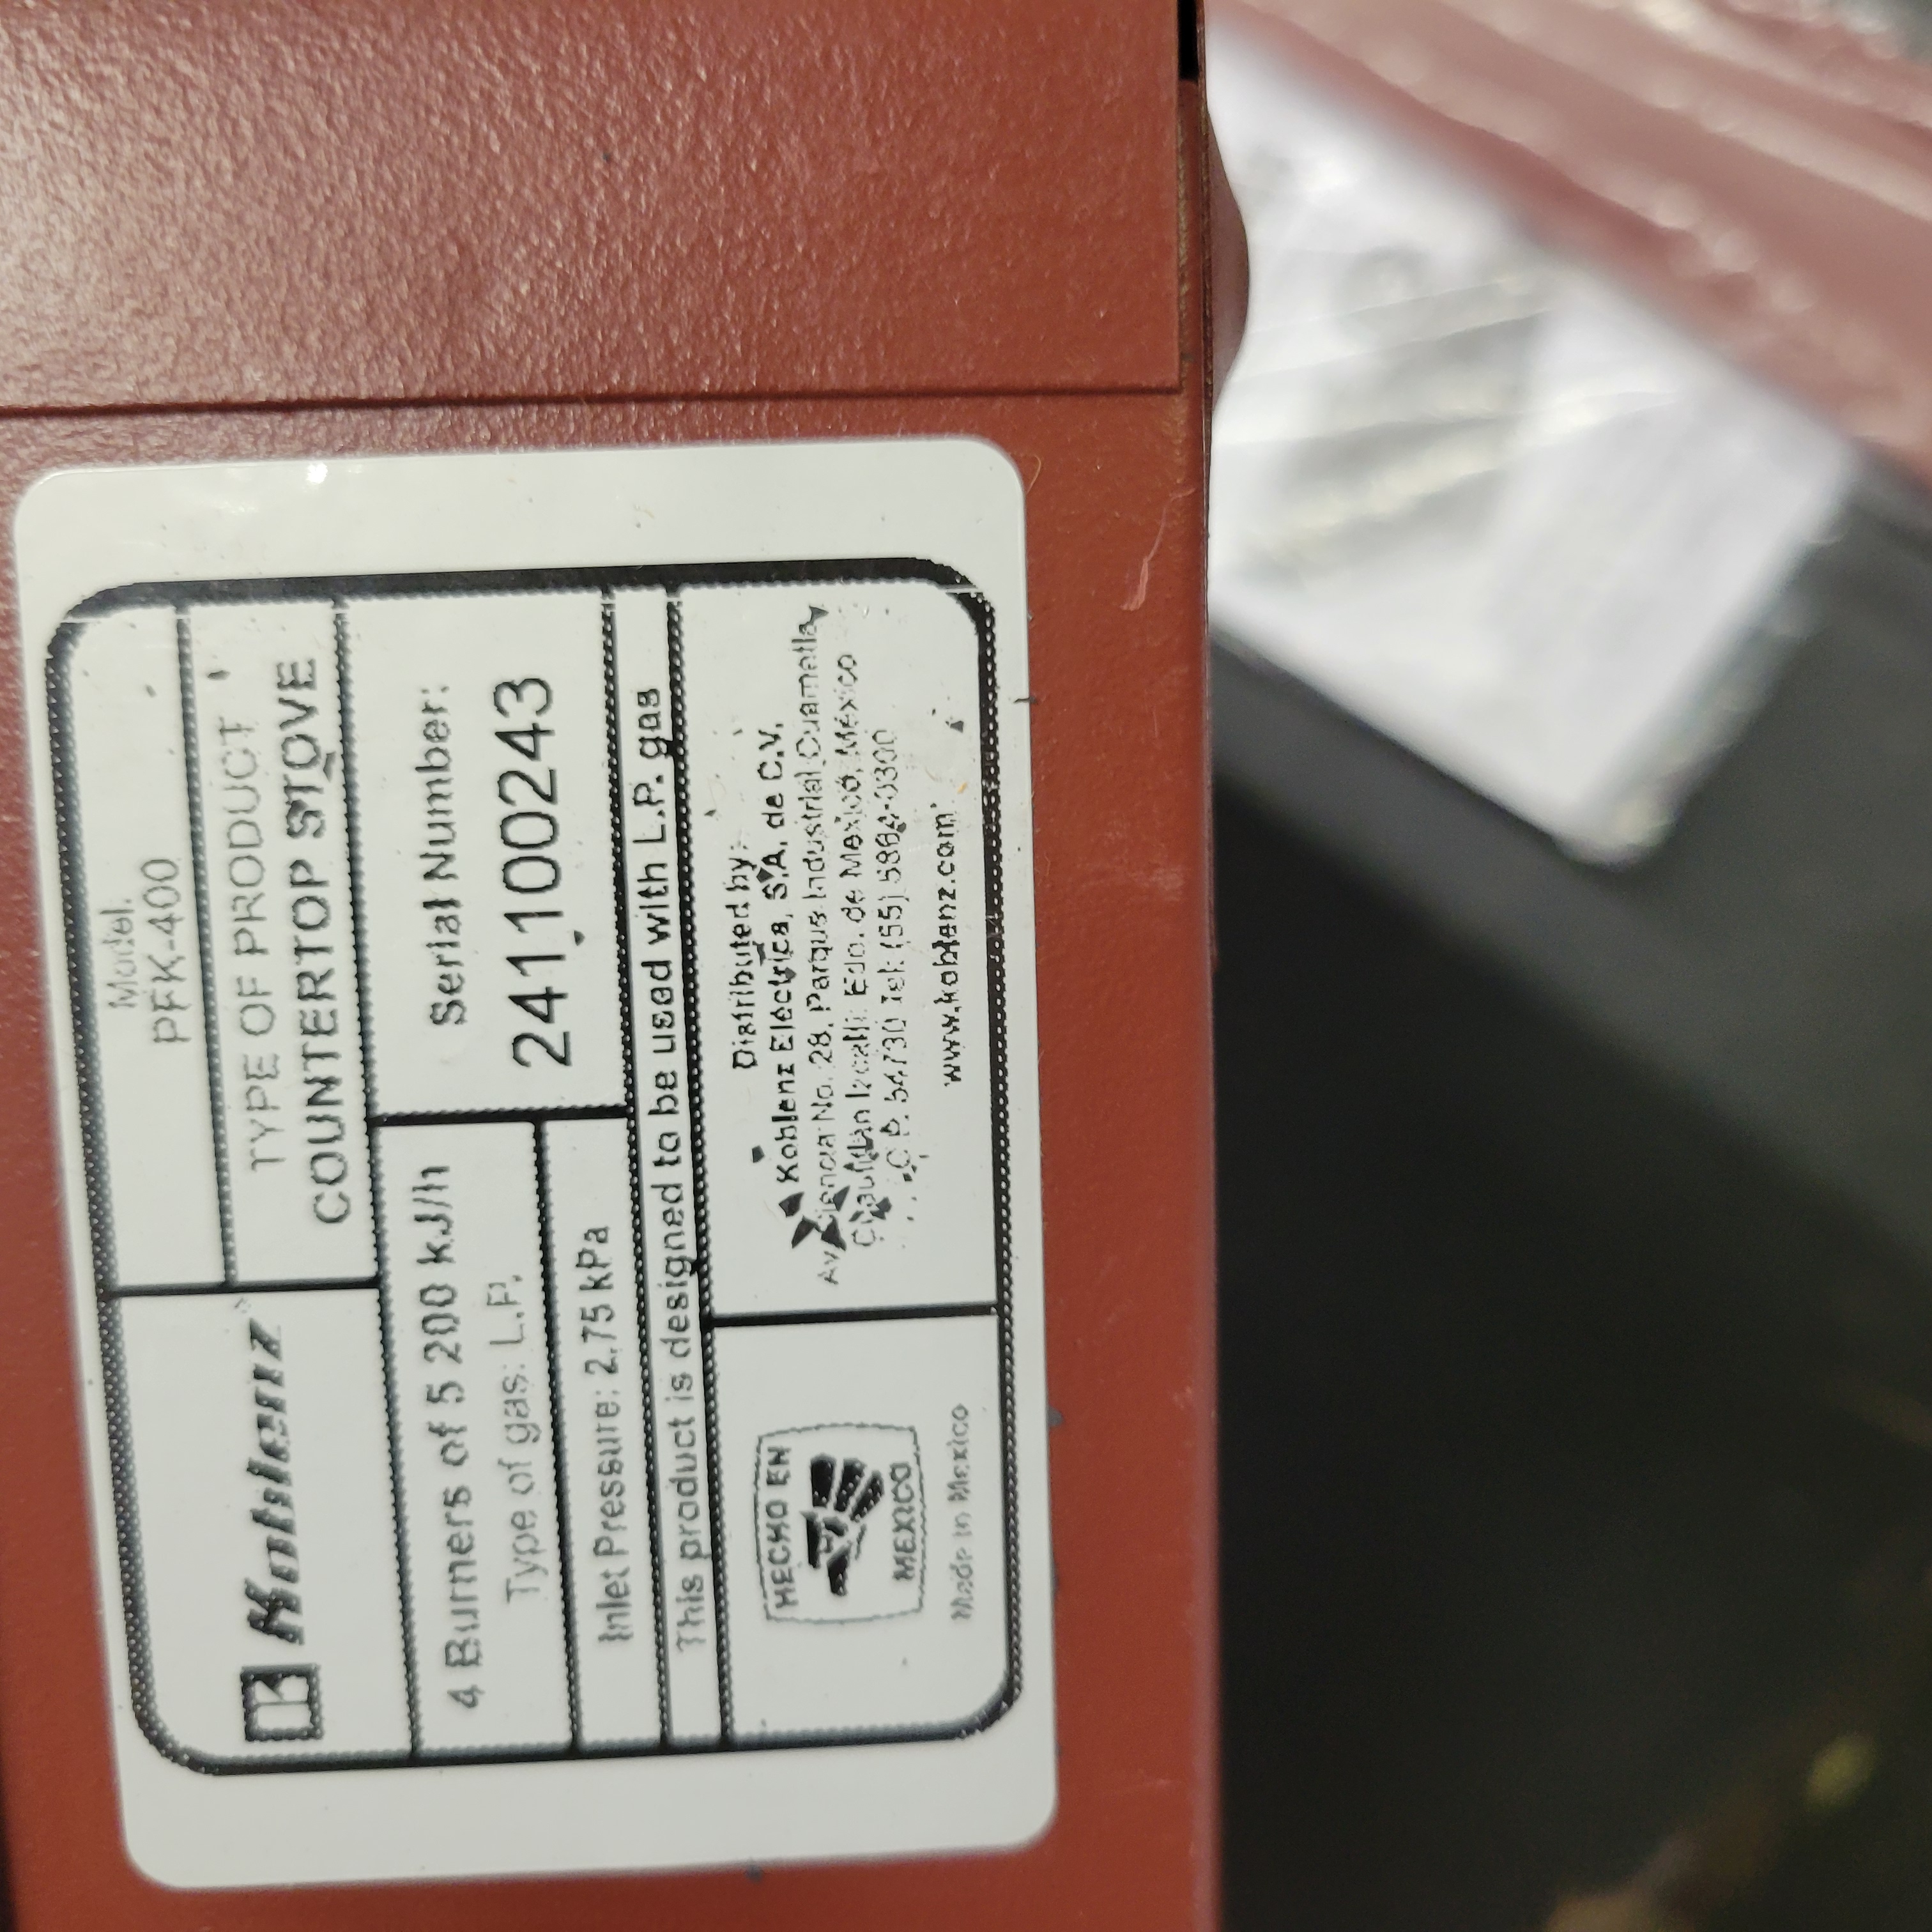 Koblenz
Model:
PFK-400
TYPE OF PRODUCT
COUNTERTOP STOVE
4 Burners of 5 200 kJ/h
Type of gas: L.P.
Inlet Pressure: 2,75 kPa
Serial Number:
241100243
This product is designed to be used with L.P. gas
HECHO EN
MEXICO
Made in Mexico
Distributed by:
Koblenz Eléctrica, S.A. de C.V.
Av. Ciencia No. 28, Parque Industrial Cuamatla,
Cuautitlán Izcalli, Edo. de México, México
C.P. 54730 Tel: (55) 5864-0300
www.koblenz.com